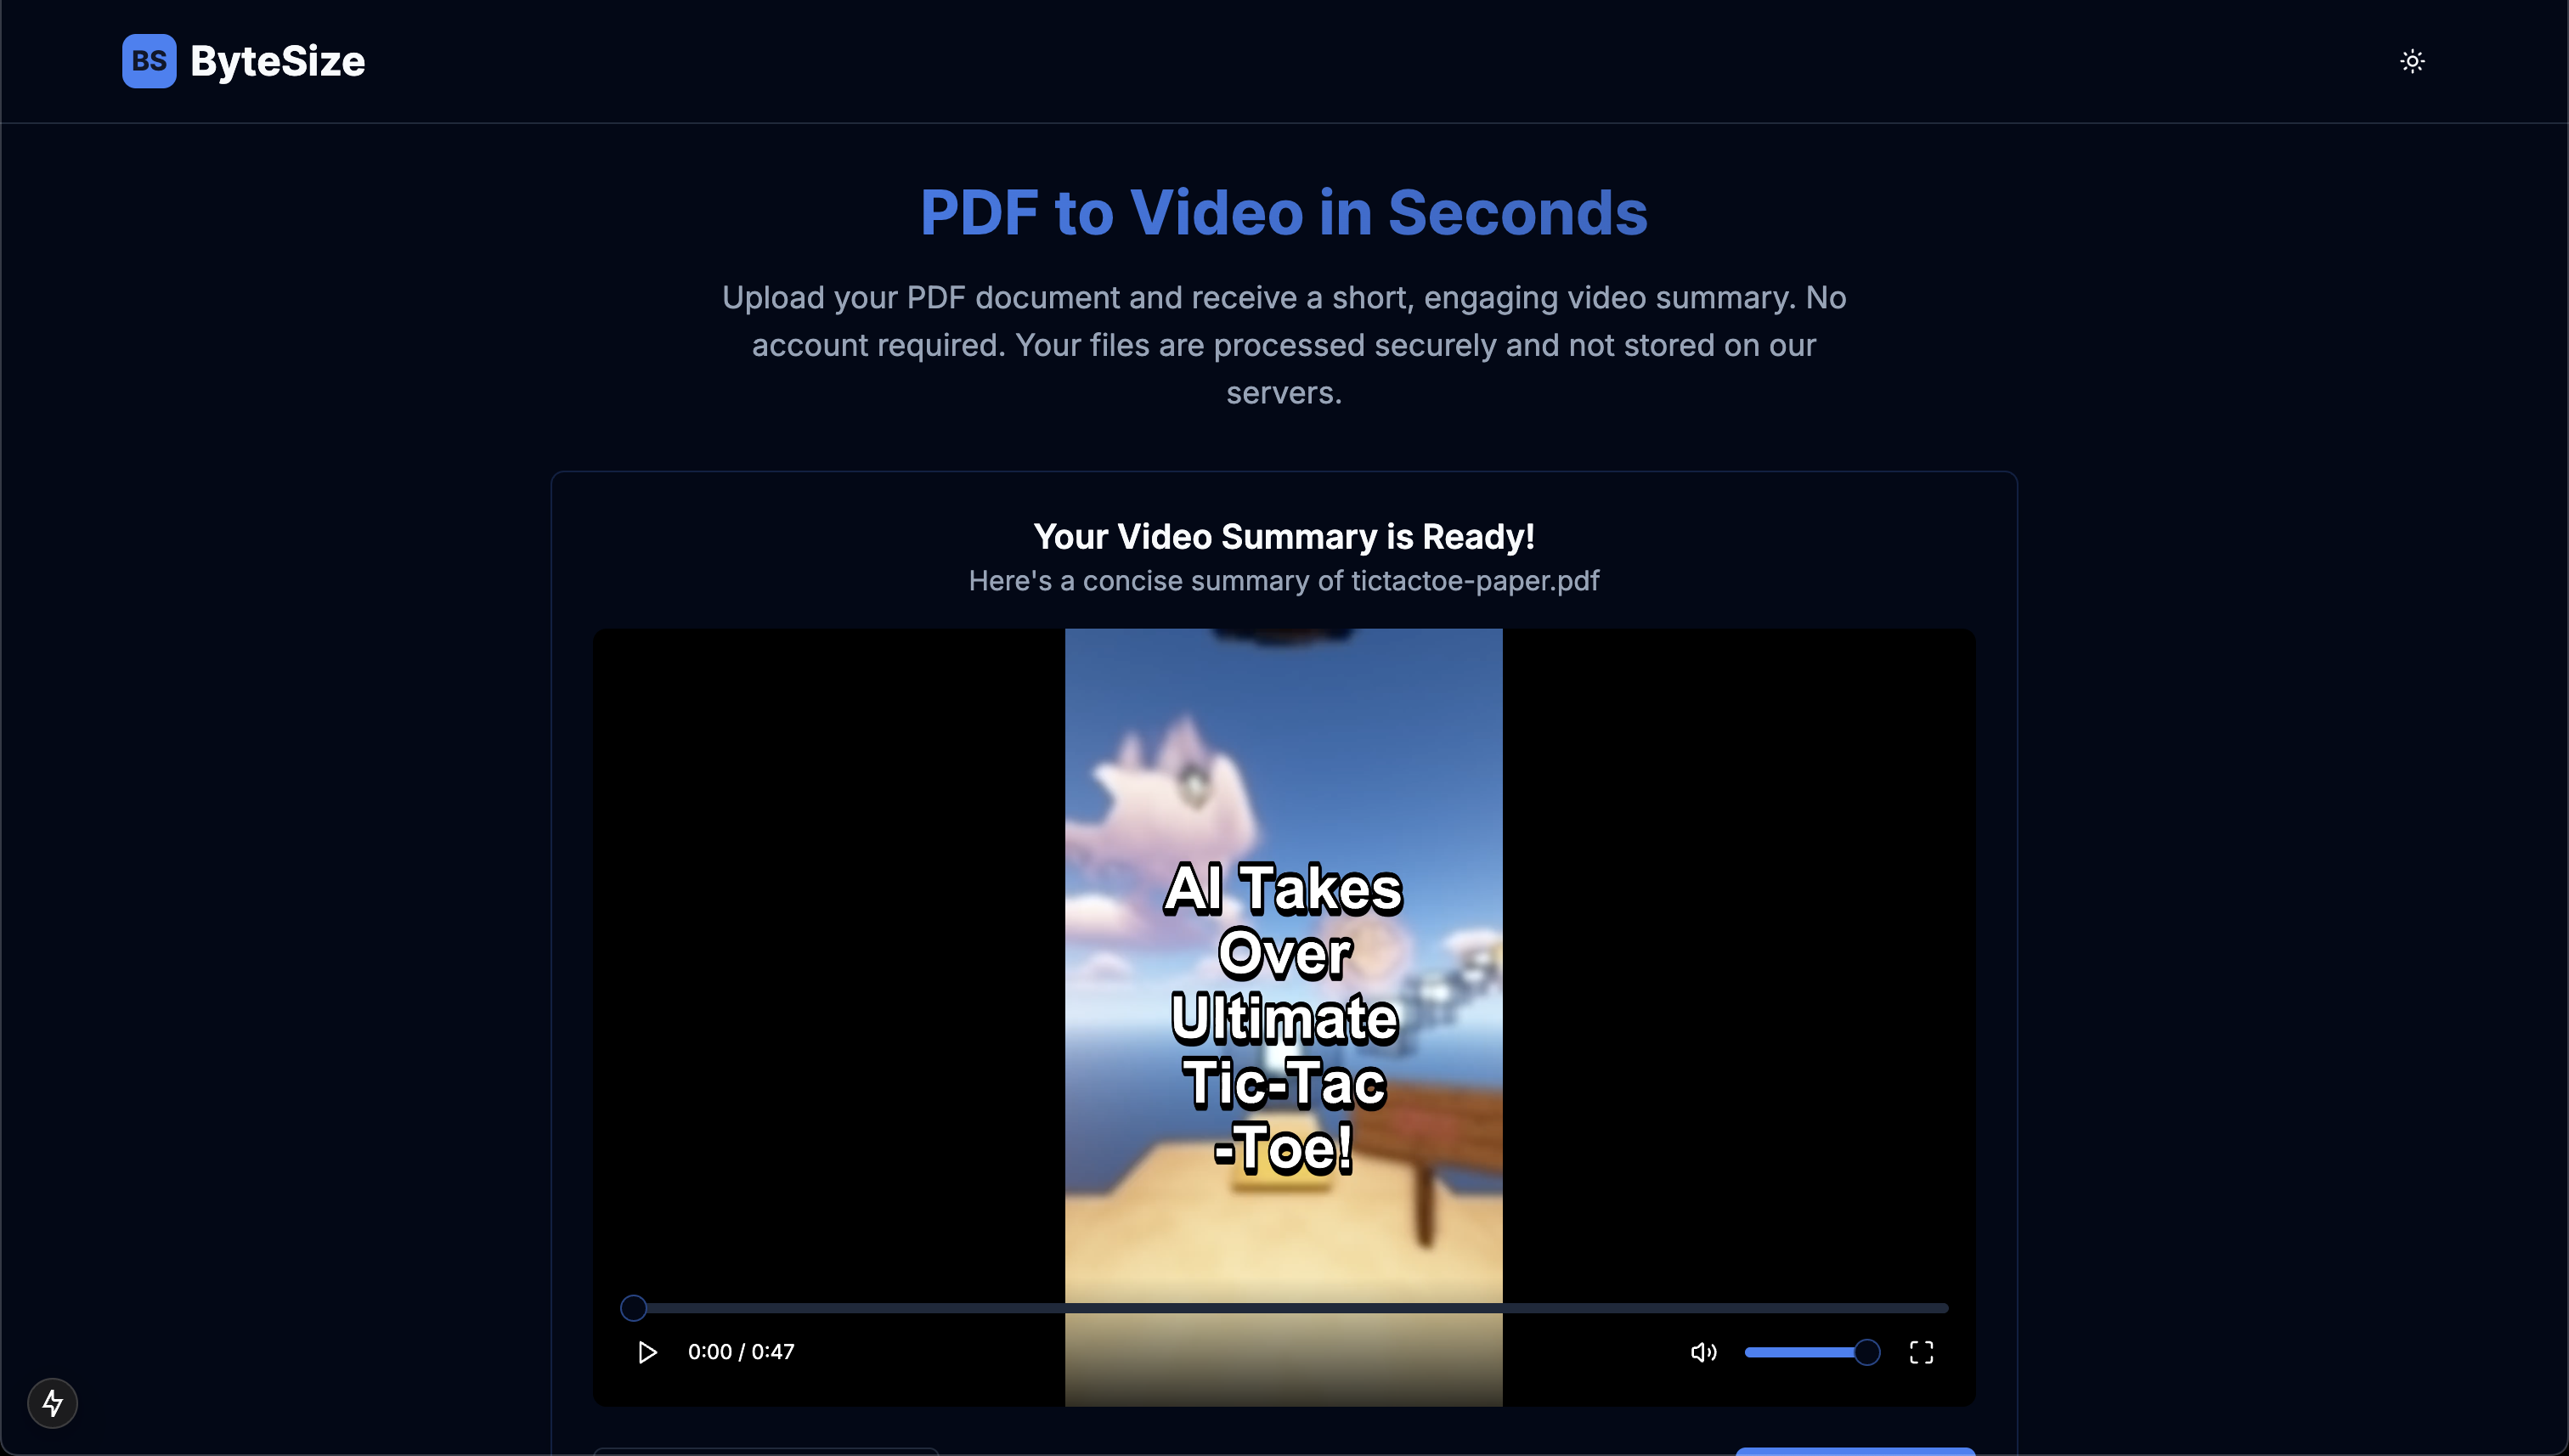 BS ByteSize
PDF to Video in Seconds
Upload your PDF document and receive a short, engaging video summary. No
account required. Your files are processed securely and not stored on our
servers.
Your Video Summary is Ready!
Here's a concise summary of tictactoe-paper.pdf
AI Takes
Over
Ultimate
Tic-Tac
-Toe!
0:00 / 0:47